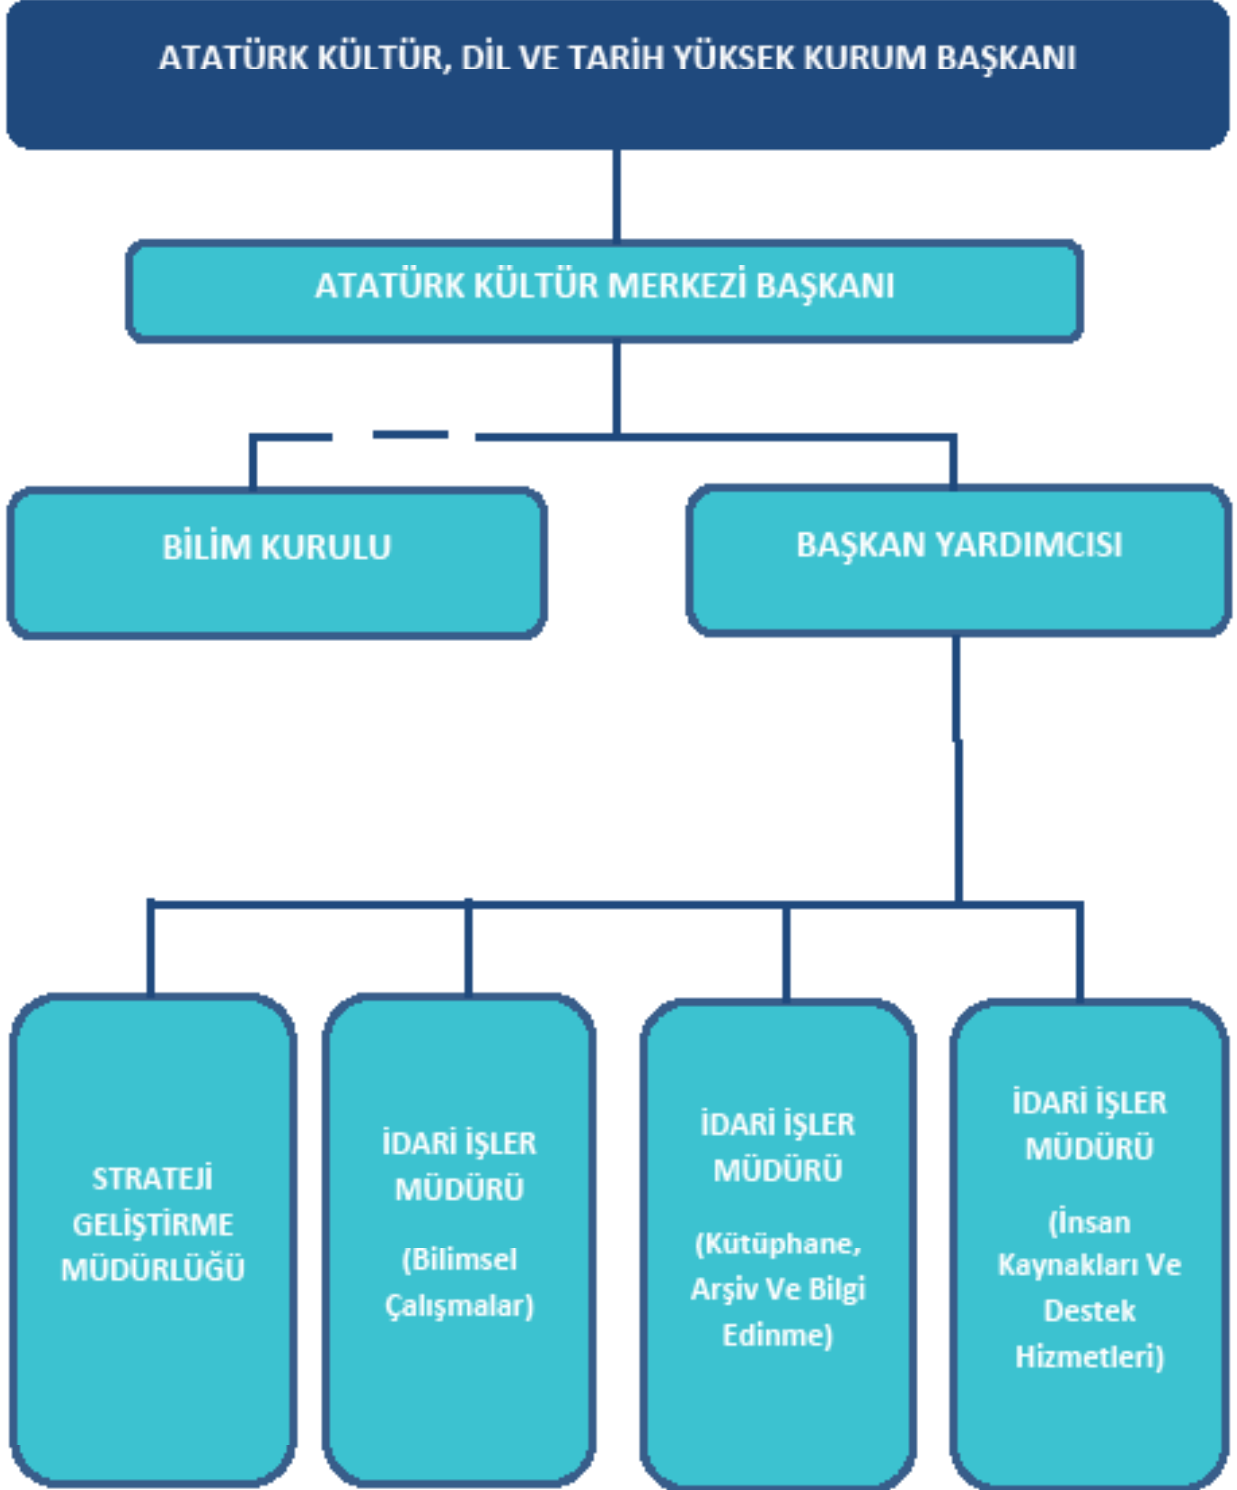 ATATÜRK KÜLTÜR, DİL VE TARİH YÜKSEK KURUM BAŞKANI
ATATÜRK KÜLTÜR MERKEZİ BAŞKANI
BİLİM KURULU
BAŞKAN YARDIMCISI
STRATEJİ
GELİŞTİRME
MÜDÜRLÜĞÜ
İDARİ İŞLER
MÜDÜRÜ
(Bilimsel
Çalışmalar)
İDARİ İŞLER
MÜDÜRÜ
(Kütüphane,
Arşiv Ve Bilgi
Edinme)
İDARİ İŞLER
MÜDÜRÜ
(İnsan
Kaynakları Ve
Destek
Hizmetleri)